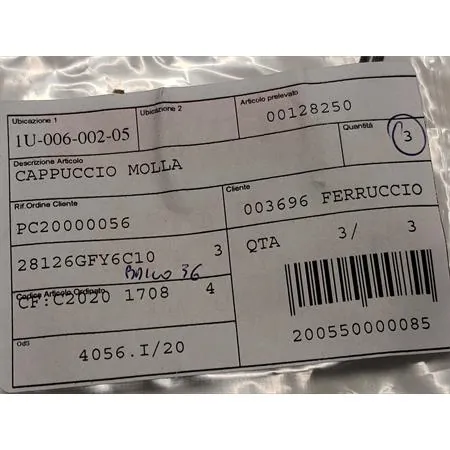 Ubicazione 1
1U-006-002-05
Ubicazione 2
Articolo prelevato
00128250
Descrizione Articolo
CAPPUCCIO MOLLA
Quantità
3
Rif.Ordine Cliente
PC20000056
Cliente
003696 FERRUCCIO
28126GFY6C10 3
36
QTA 3/ 3
Codice Articolo Ordinato
CF:C2020 1708 4
200550000085
Odl
4056.I/20